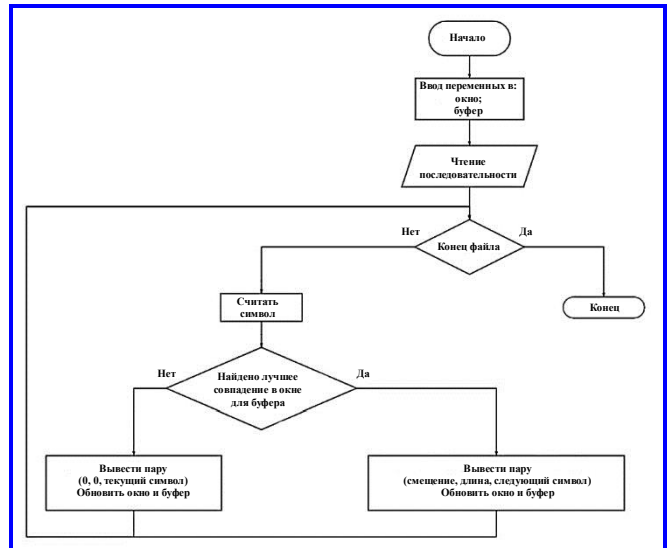 Начало
Ввод переменных в:
окно;
буфер
Чтение
последовательности
Нет
Да
Конец файла
Считать
символ
Конец
Нет
Найдено лучшее
совпадение в окне
для буфера
Да
Вывести пару
(0, 0, текущий символ)
Обновить окно и буфер
Вывести пару
(смещение, длина, следующий символ)
Обновить окно и буфер